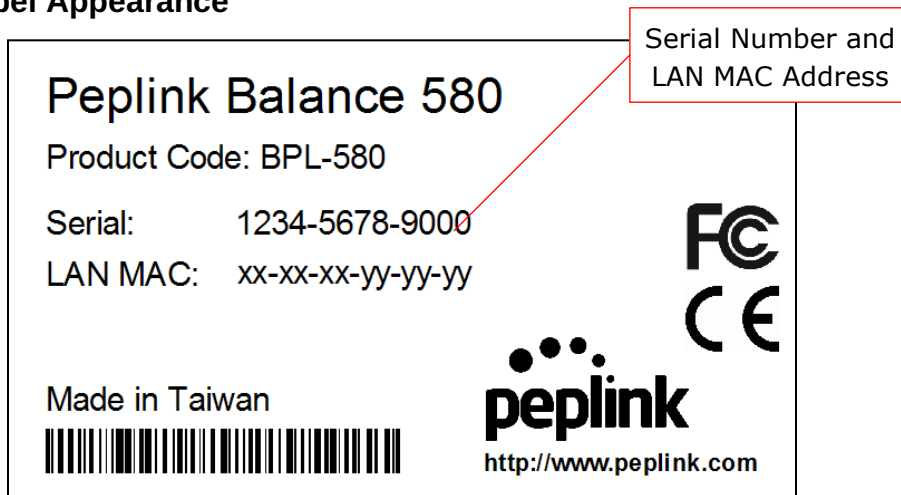 Appearance
Serial Number and
LAN MAC Address
Peplink Balance 580
Product Code: BPL-580
Serial: 1234-5678-9000
LAN MAC: xx-xx-xx-yy-yy-yy
FC
CE
Made in Taiwan
peplink
http://www.peplink.com